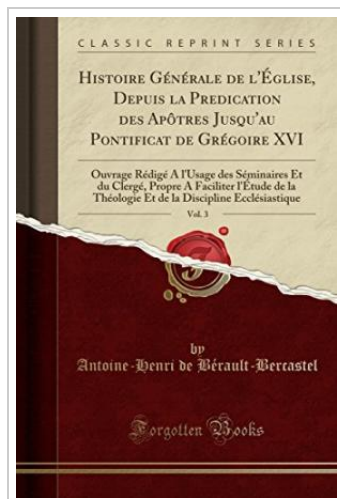 CLASSIC REPRINT SERIES
Histoire Générale de l'Église,
Depuis la Predication
des Apôtres Jusqu'au
Pontificat de Grégoire XVI
Ouvrage Rédigé A l'Usage des Séminaires Et
du Clergé, Propre A Faciliter l'Étude de la
Théologie Et de la Discipline Ecclésiastique
Vol. 3
by
Antoine-Henri de Bérault-Bercastel
Forgotten Books